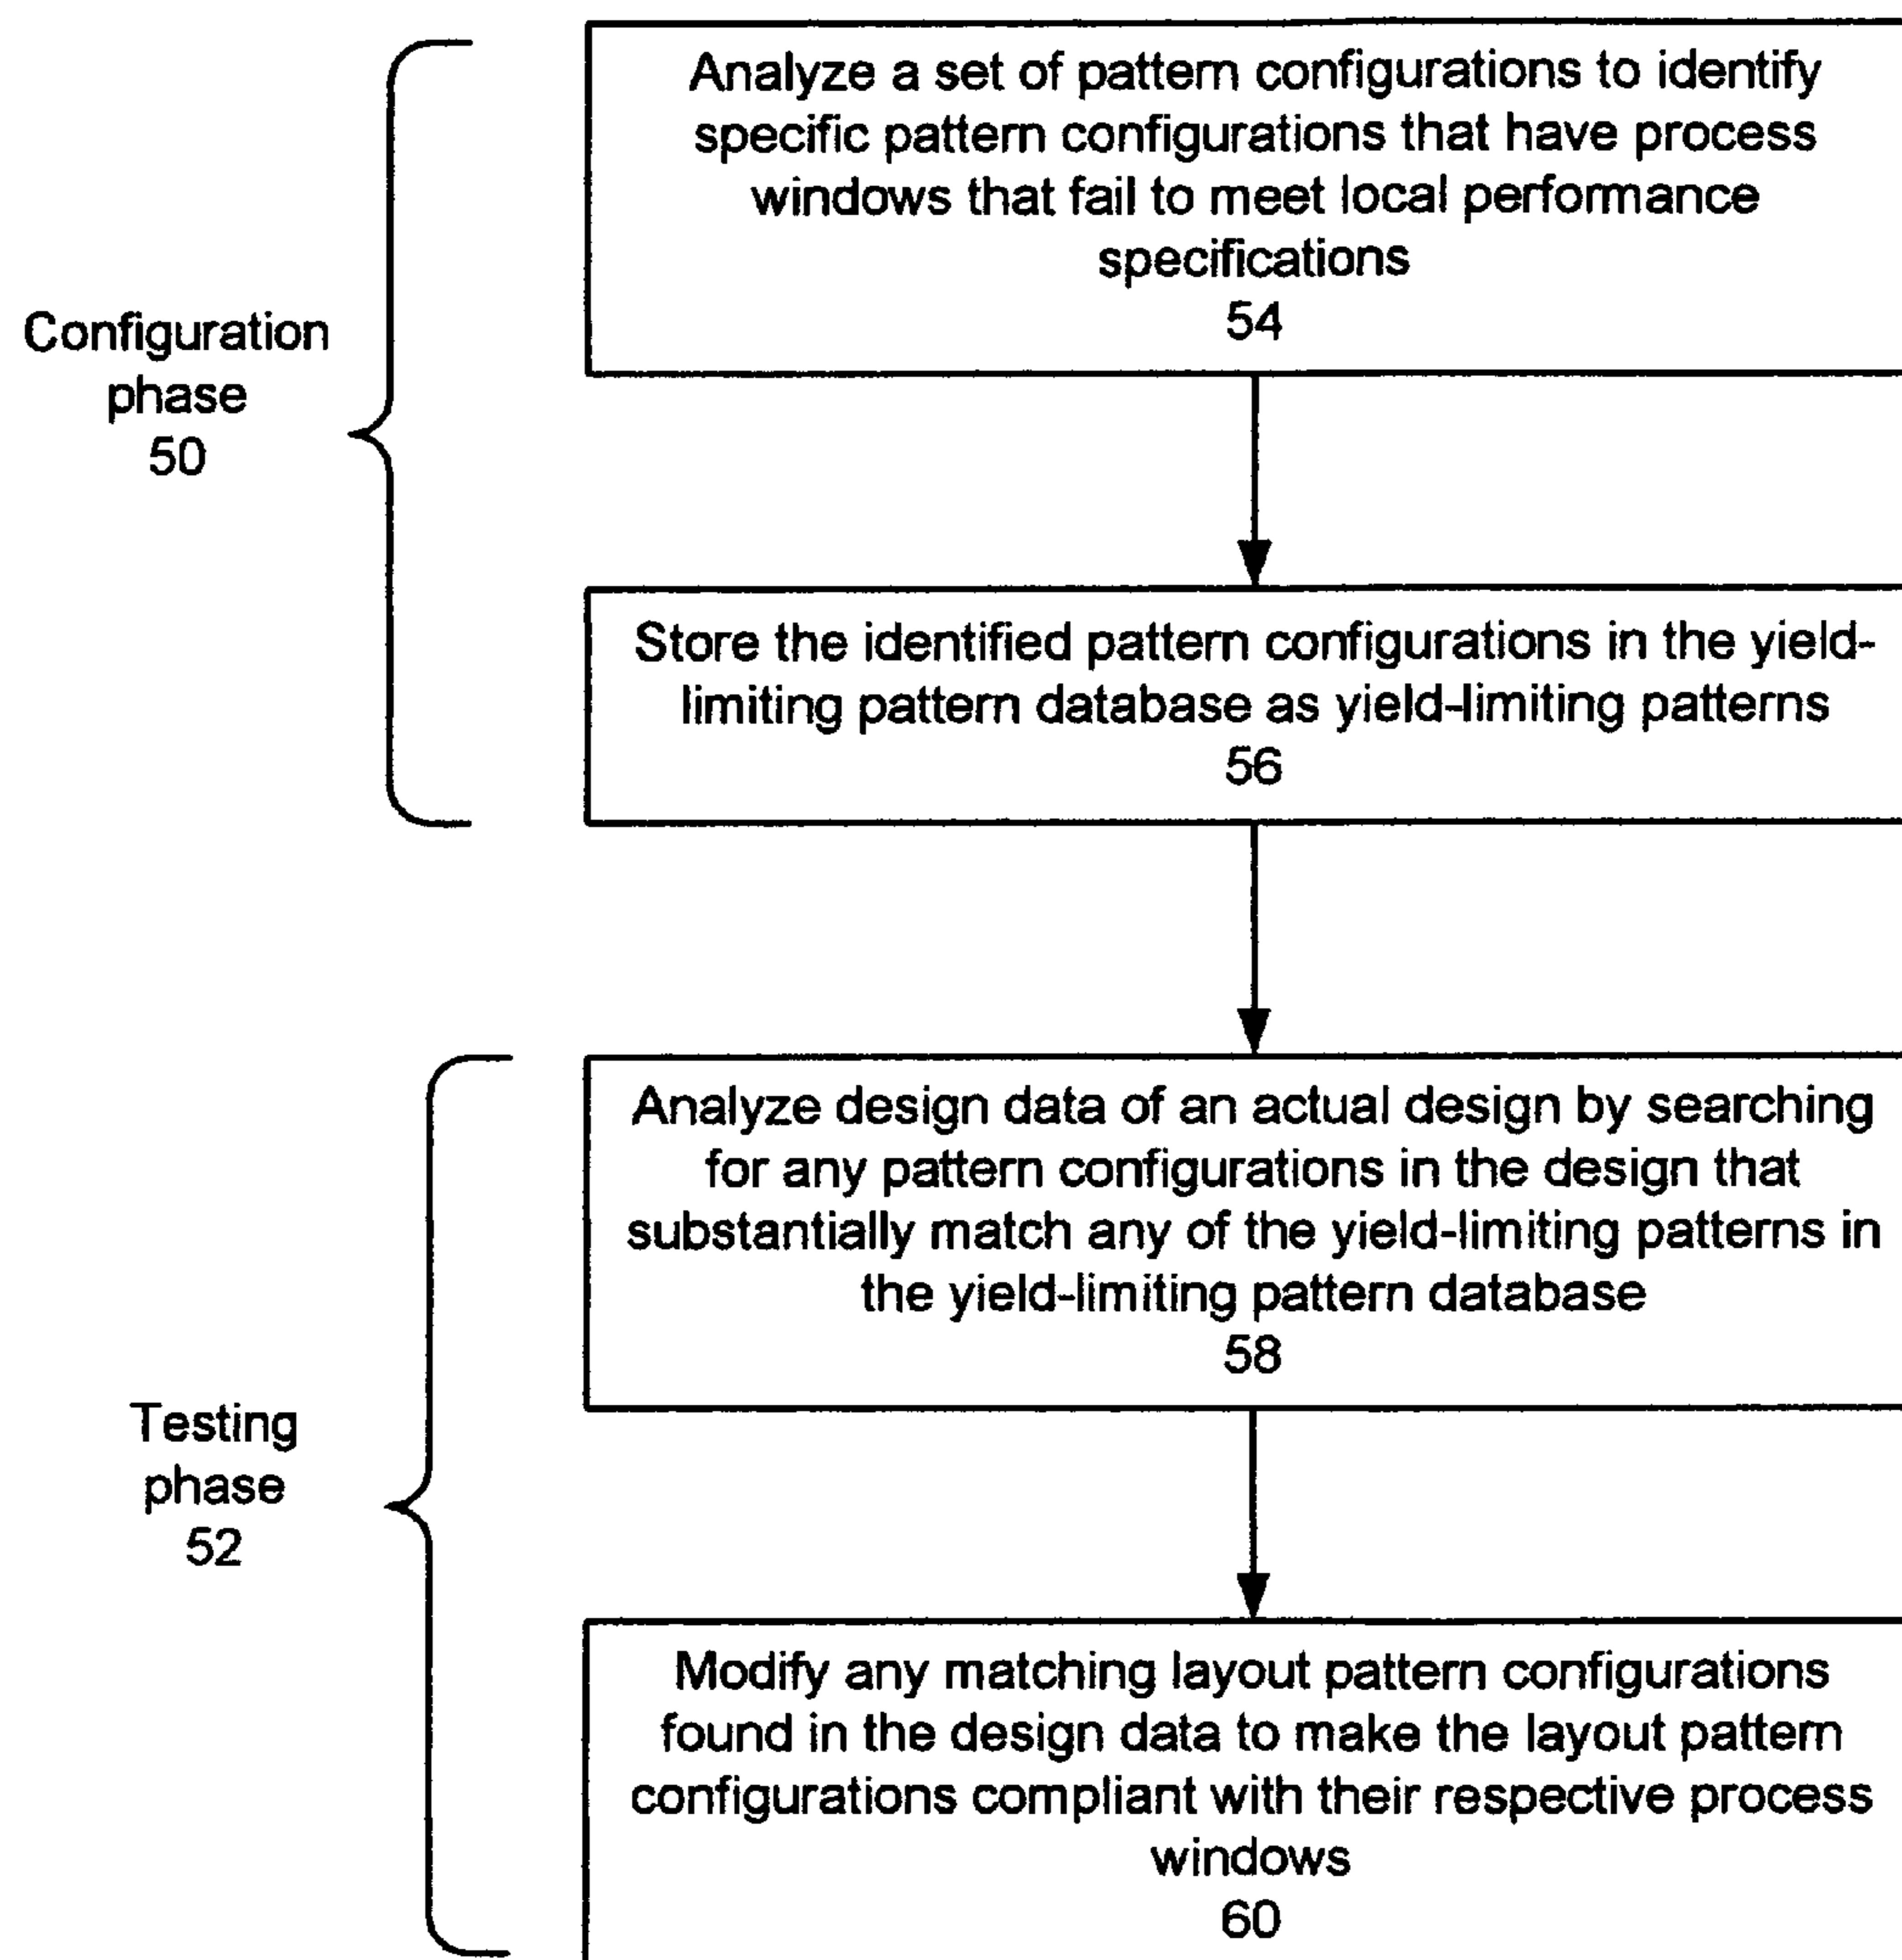 Analyze a set of pattern configurations to identify
specific pattern configurations that have process
windows that fail to meet local performance
specifications
54
Configuration
phase
50
Store the identified pattern configurations in the yield-
limiting pattern database as yield-limiting patterns
56
Analyze design data of an actual design by searching
for any pattern configurations in the design that
substantially match any of the yield-limiting patterns in
the yield-limiting pattern database
58
Testing
phase
52
Modify any matching layout pattern configurations
found in the design data to make the layout pattern
configurations compliant with their respective process
windows
60